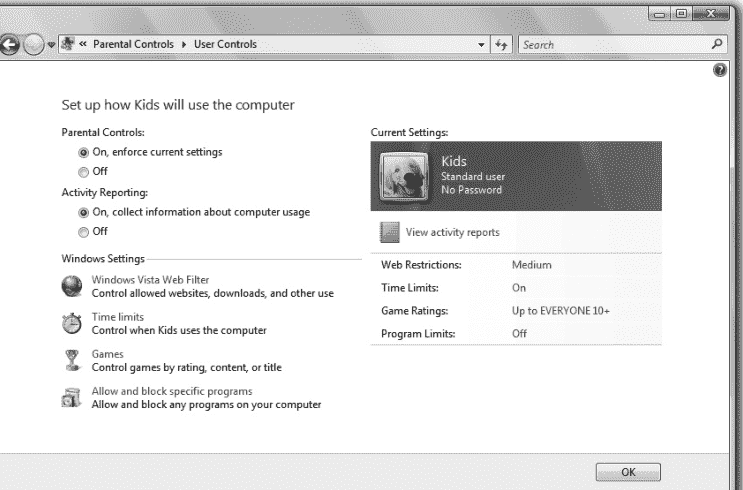 « Parental Controls ▸ User Controls
Search
Set up how Kids will use the computer
Parental Controls:
On, enforce current settings
Off
Activity Reporting:
On, collect information about computer usage
Off
Windows Settings
Windows Vista Web Filter
Control allowed websites, downloads, and other use
Time limits
Control when Kids uses the computer
Games
Control games by rating, content, or title
Allow and block specific programs
Allow and block any programs on your computer
Current Settings:
Kids
Standard user
No Password
View activity reports
Web Restrictions: Medium
Time Limits: On
Game Ratings: Up to EVERYONE 10+
Program Limits: Off
OK